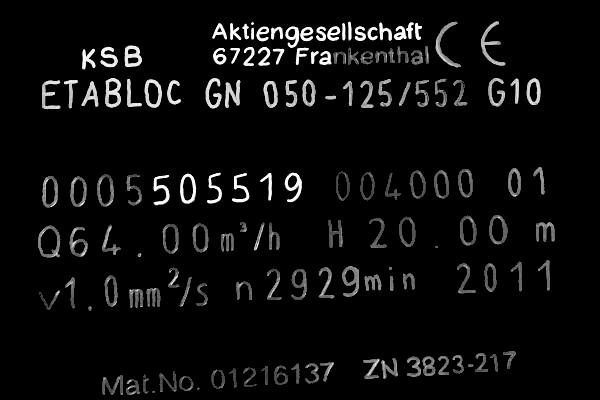 Aktiengesellschaft
KSB 67227 Frankenthal CE
ETABLOC GN 050-125/552 G10
0005505519 004000 01
Q64.00m³/h H 20.00 m
v1.0mm²/s n2929min 2011
Mat.No. 01216137 ZN 3823-217